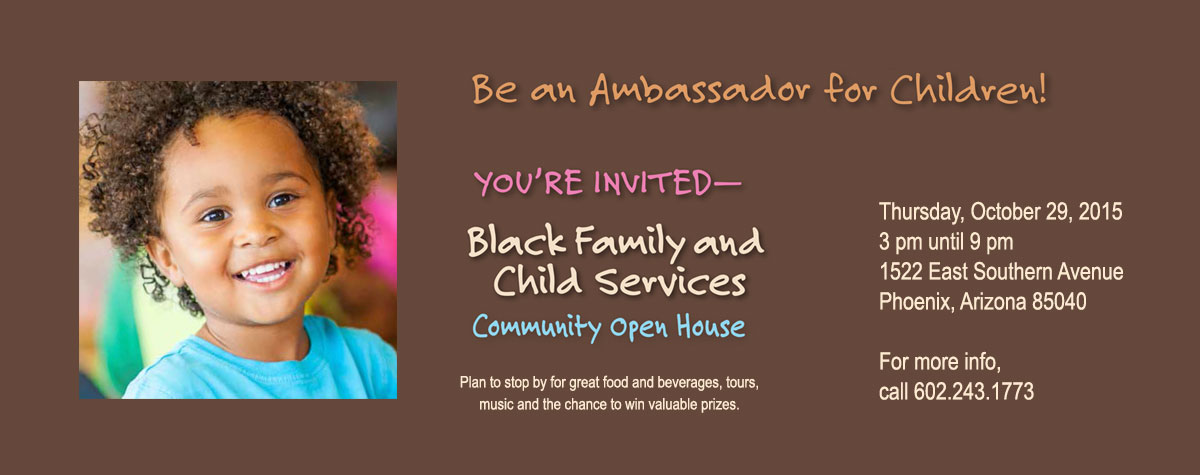 Be an Ambassador for Children!
YOU'RE INVITED—
Black Family and
Child Services
Community Open House
Plan to stop by for great food and beverages, tours,
music and the chance to win valuable prizes.
Thursday, October 29, 2015
3 pm until 9 pm
1522 East Southern Avenue
Phoenix, Arizona 85040
For more info,
call 602.243.1773